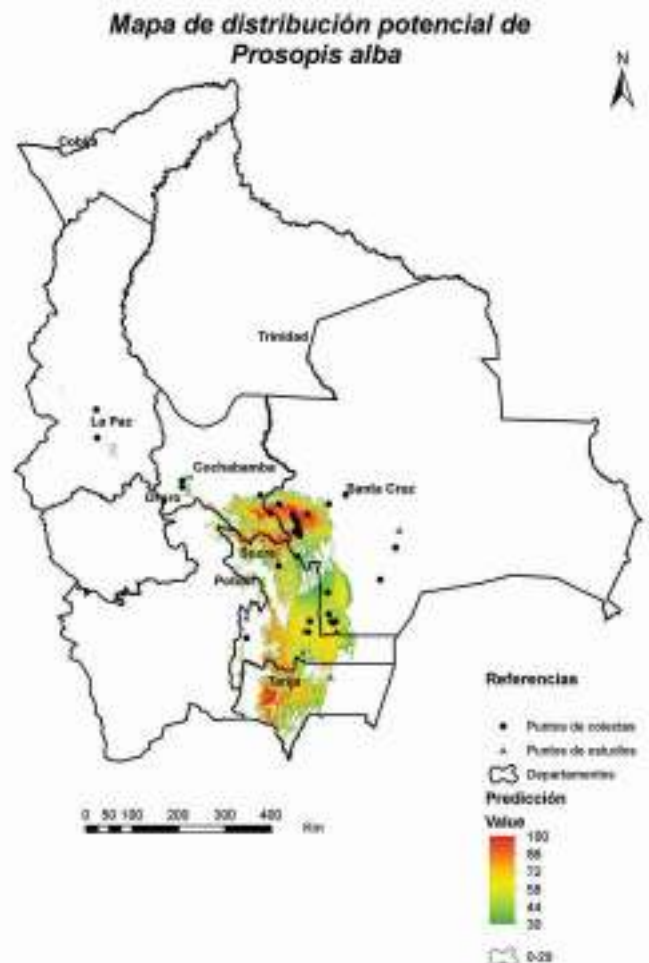 Mapa de distribución potencial de
Prosopis alba
N
Cobija
Trinidad
La Paz
Cochabamba
Oruro
Santa Cruz
Sucre
Potosí
Tarija
Referencias
Puntos de colectas
Puntos de estudios
Departamentos
Predicción
Value
100
86
72
58
44
30
0-29
0 50 100 200 300 400
Km